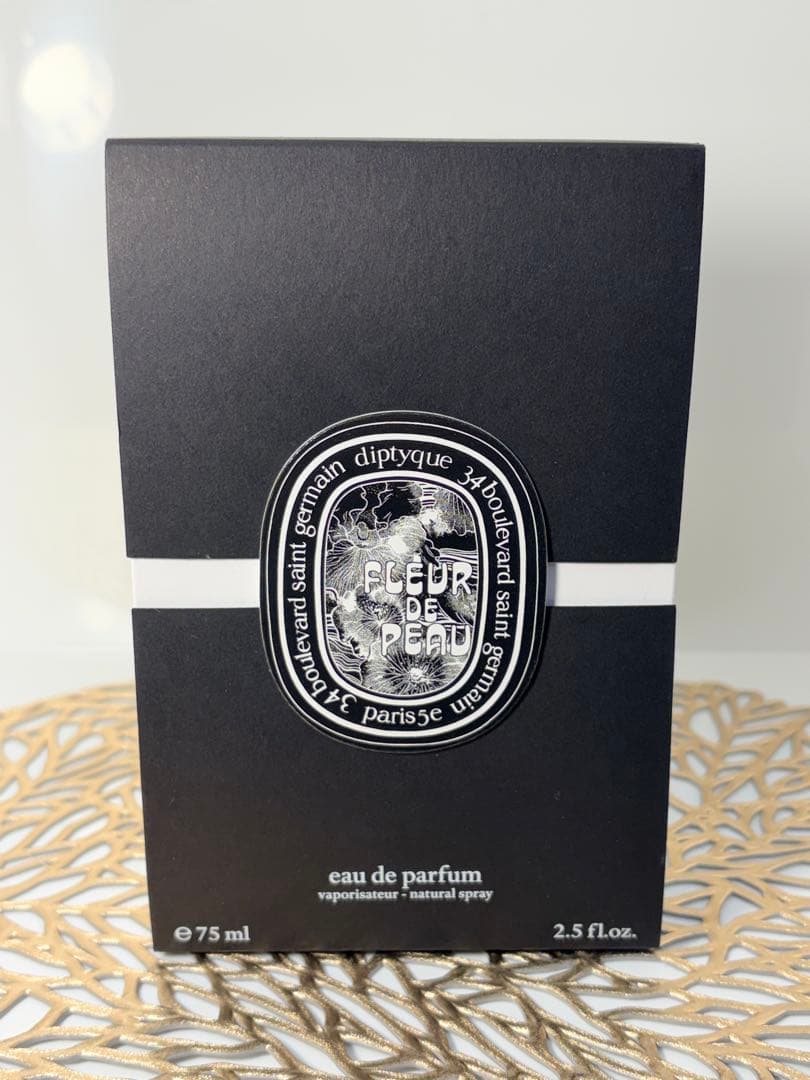 34 boulevard saint germain diptyque 34 boulevard saint germain paris5e
FLEUR
DE
PEAU
eau de parfum
vaporisateur - natural spray
℮ 75 ml
2.5 fl.oz.